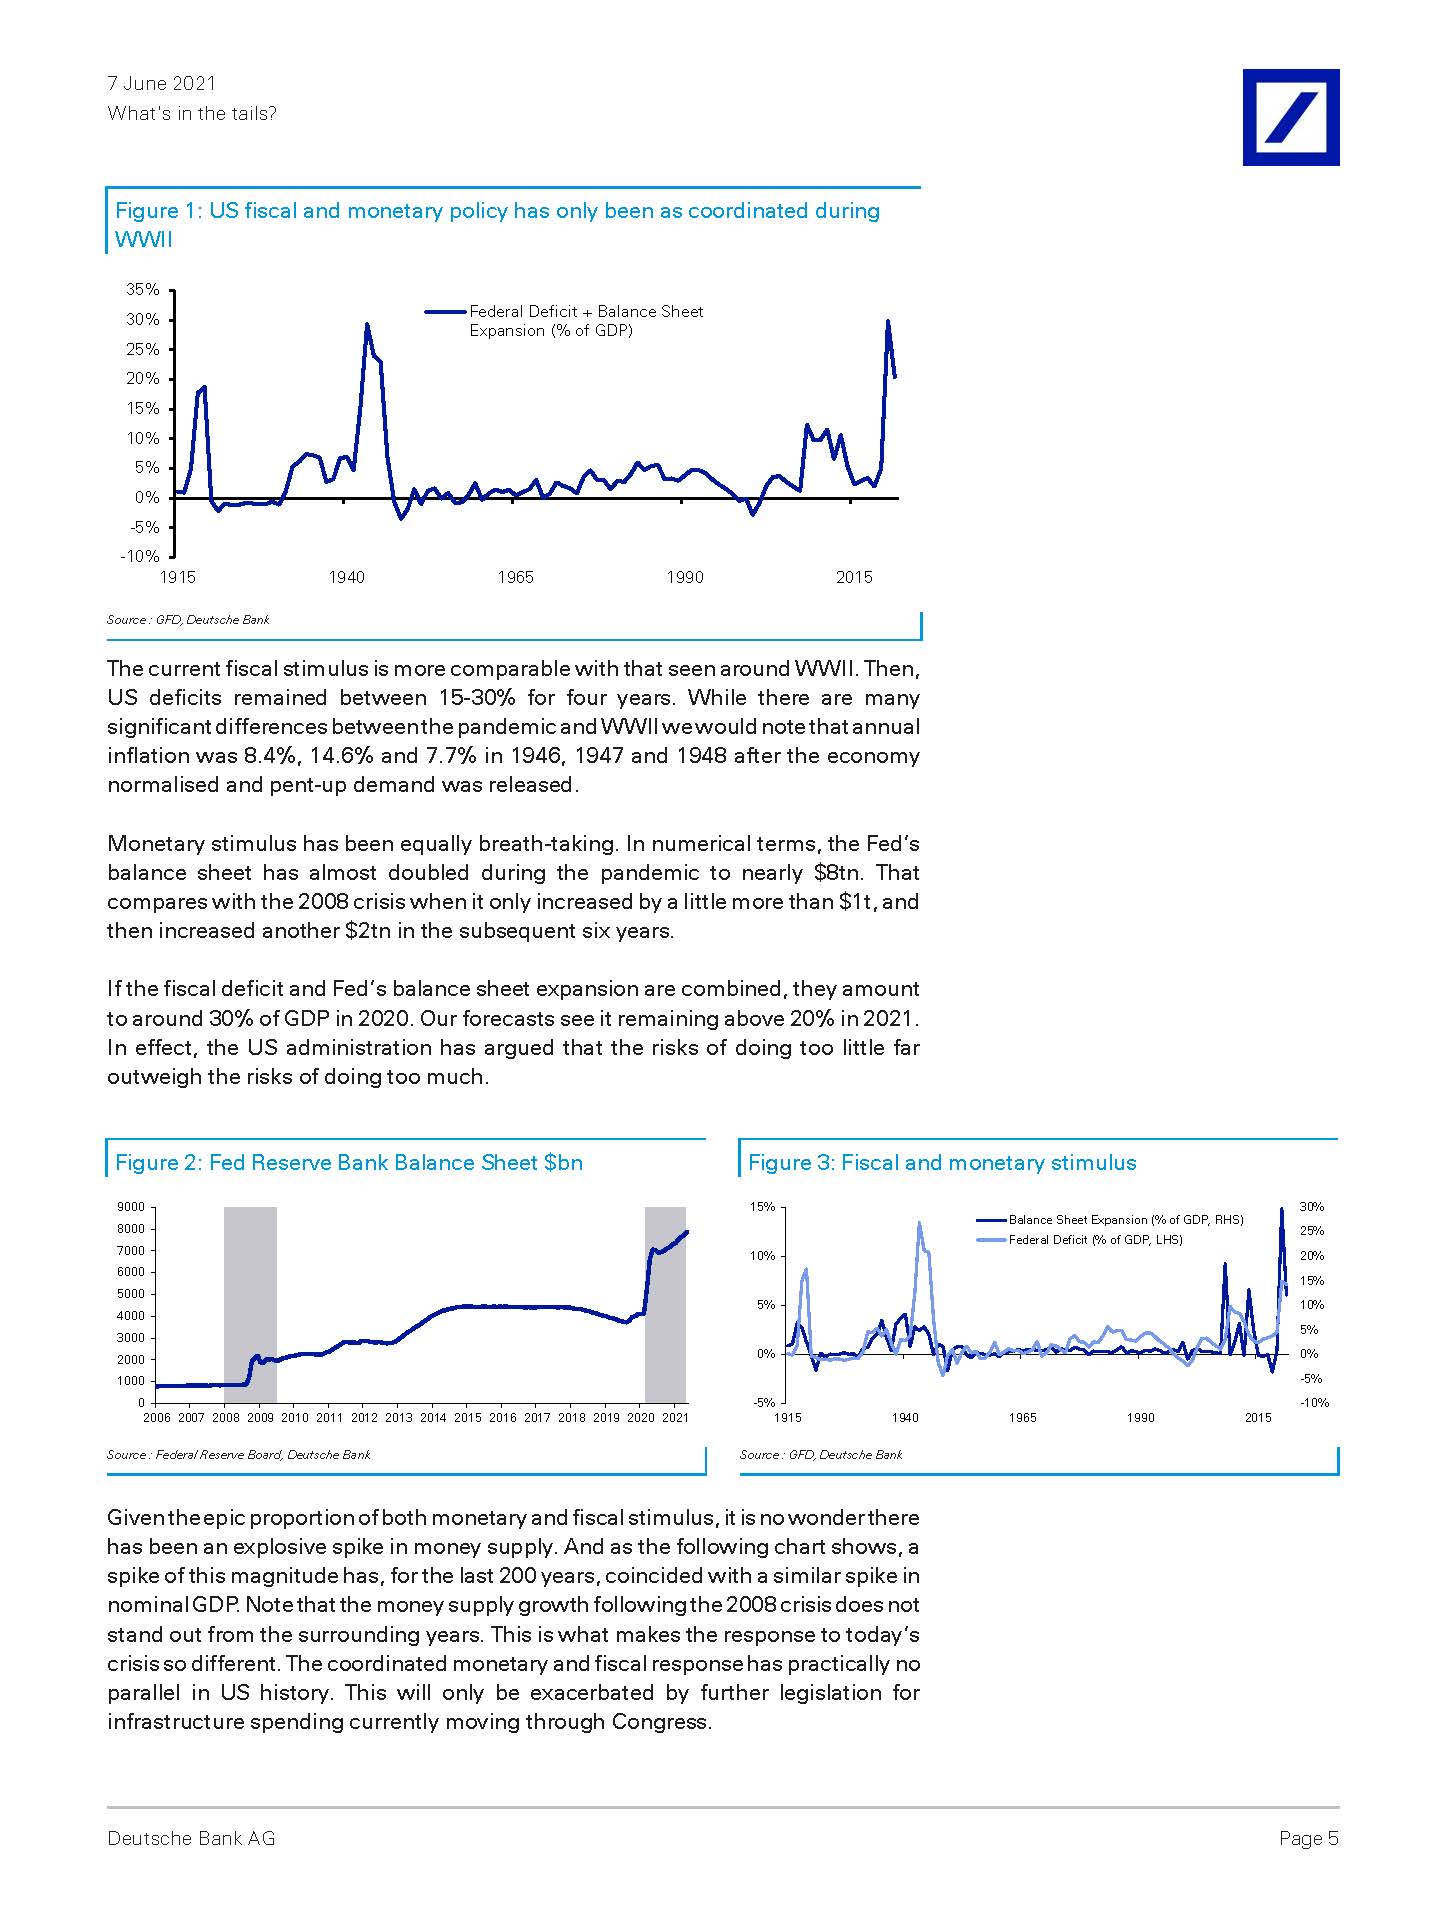 7 June 2021
What's in the tails?
Figure 1: US fiscal and monetary policy has only been as coordinated during
WWII
35%
30%
25%
20%
15%
10%
5%
0%
-5%
-10%
Federal Deficit + Balance Sheet
Expansion (% of GDP)
1915 1940 1965 1990 2015
Source : GFD, Deutsche Bank
The current fiscal stimulus is more comparable with that seen around WWII. Then,
US deficits remained between 15-30% for four years. While there are many
significant differences between the pandemic and WWII we would note that annual
inflation was 8.4%, 14.6% and 7.7% in 1946, 1947 and 1948 after the economy
normalised and pent-up demand was released.
Monetary stimulus has been equally breath-taking. In numerical terms, the Fed's
balance sheet has almost doubled during the pandemic to nearly $8tn. That
compares with the 2008 crisis when it only increased by a little more than $1t, and
then increased another $2tn in the subsequent six years.
If the fiscal deficit and Fed's balance sheet expansion are combined, they amount
to around 30% of GDP in 2020. Our forecasts see it remaining above 20% in 2021.
In effect, the US administration has argued that the risks of doing too little far
outweigh the risks of doing too much.
Figure 2: Fed Reserve Bank Balance Sheet $bn
9000
8000
7000
6000
5000
4000
3000
2000
1000
0
2006 2007 2008 2009 2010 2011 2012 2013 2014 2015 2016 2017 2018 2019 2020 2021
Source : Federal Reserve Board, Deutsche Bank
Figure 3: Fiscal and monetary stimulus
15%
10%
5%
0%
-5%
Balance Sheet Expansion (% of GDP, RHS)
Federal Deficit (% of GDP, LHS)
30%
25%
20%
15%
10%
5%
0%
-5%
-10%
1915 1940 1965 1990 2015
Source : GFD, Deutsche Bank
Given the epic proportion of both monetary and fiscal stimulus, it is no wonder there
has been an explosive spike in money supply. And as the following chart shows, a
spike of this magnitude has, for the last 200 years, coincided with a similar spike in
nominal GDP. Note that the money supply growth following the 2008 crisis does not
stand out from the surrounding years. This is what makes the response to today's
crisis so different. The coordinated monetary and fiscal response has practically no
parallel in US history. This will only be exacerbated by further legislation for
infrastructure spending currently moving through Congress.
Deutsche Bank AG
Page 5